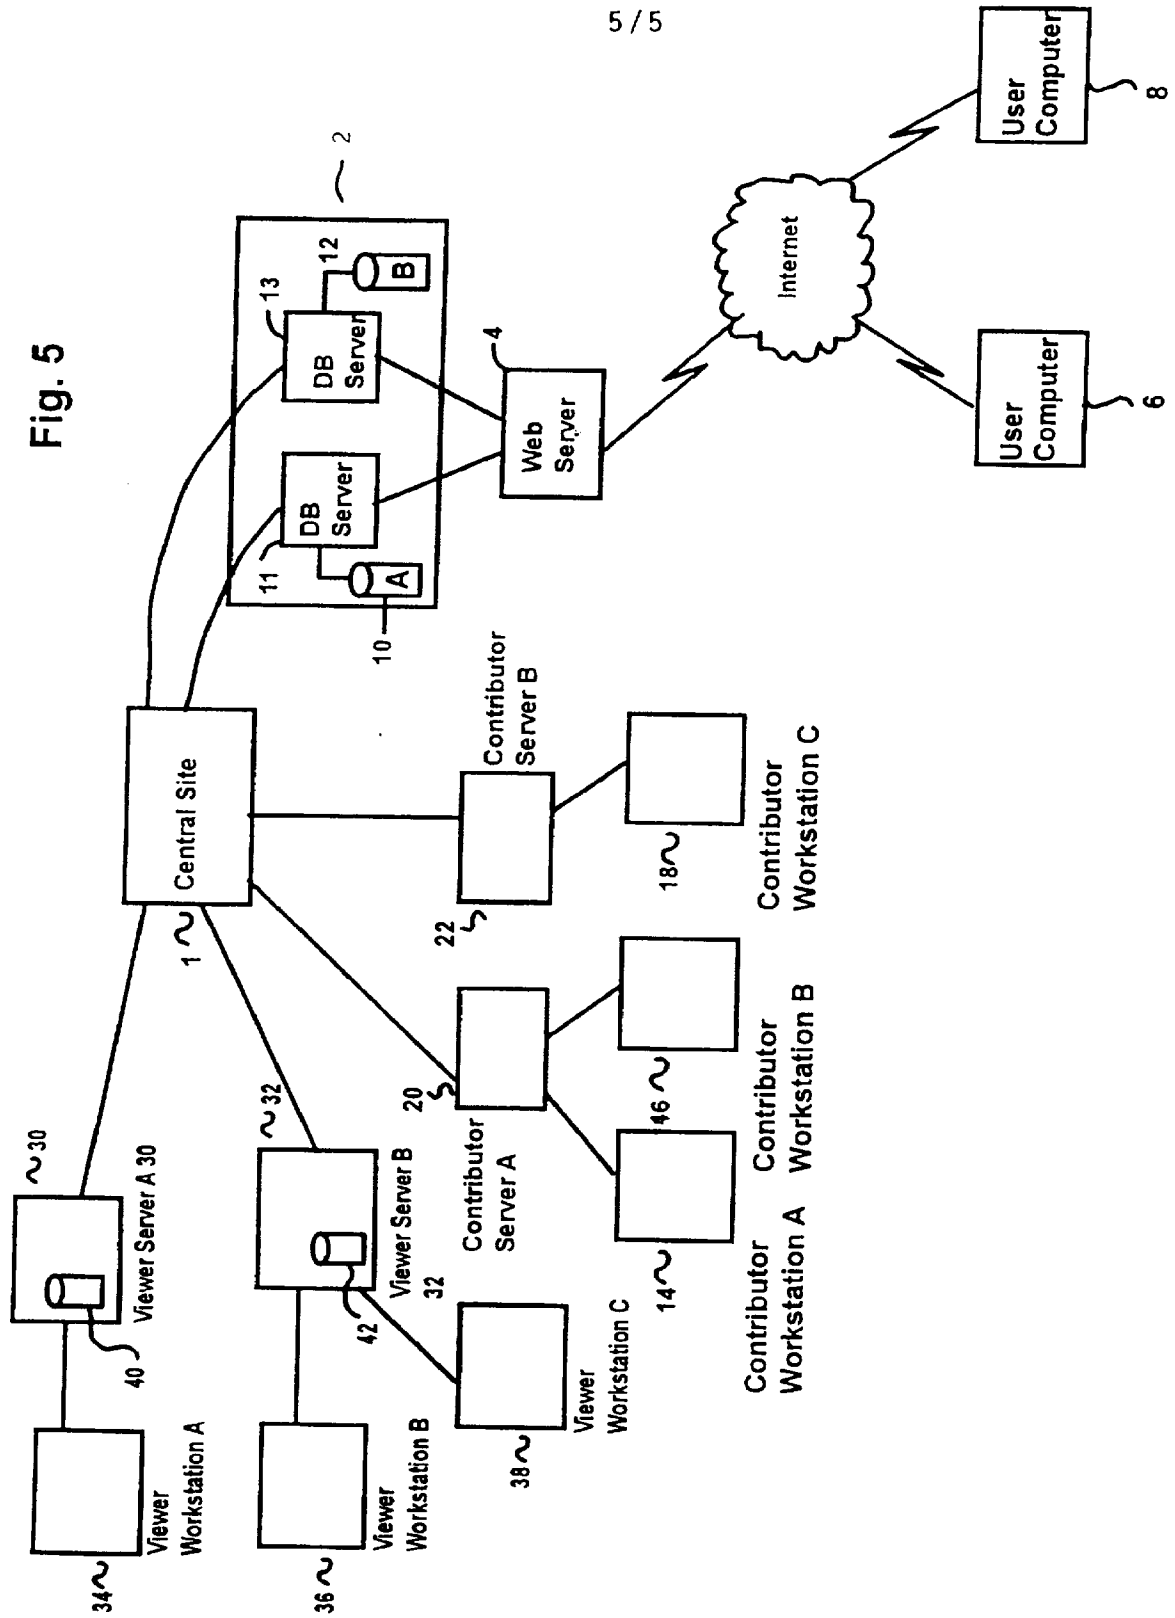 5/5
Fig. 5
2
13
12
DB
Server
B
11
DB
Server
A
10
4
Web
Server
Internet
User
Computer
8
User
Computer
6
Central Site
1
Contributor
Server B
22
18
Contributor
Workstation C
20
Contributor
Server A
46
Contributor
Workstation B
14
Contributor
Workstation A
30
Viewer Server A 30
40
32
Viewer Server B
32
42
34
Viewer
Workstation A
36
Viewer
Workstation B
38
Viewer
Workstation C